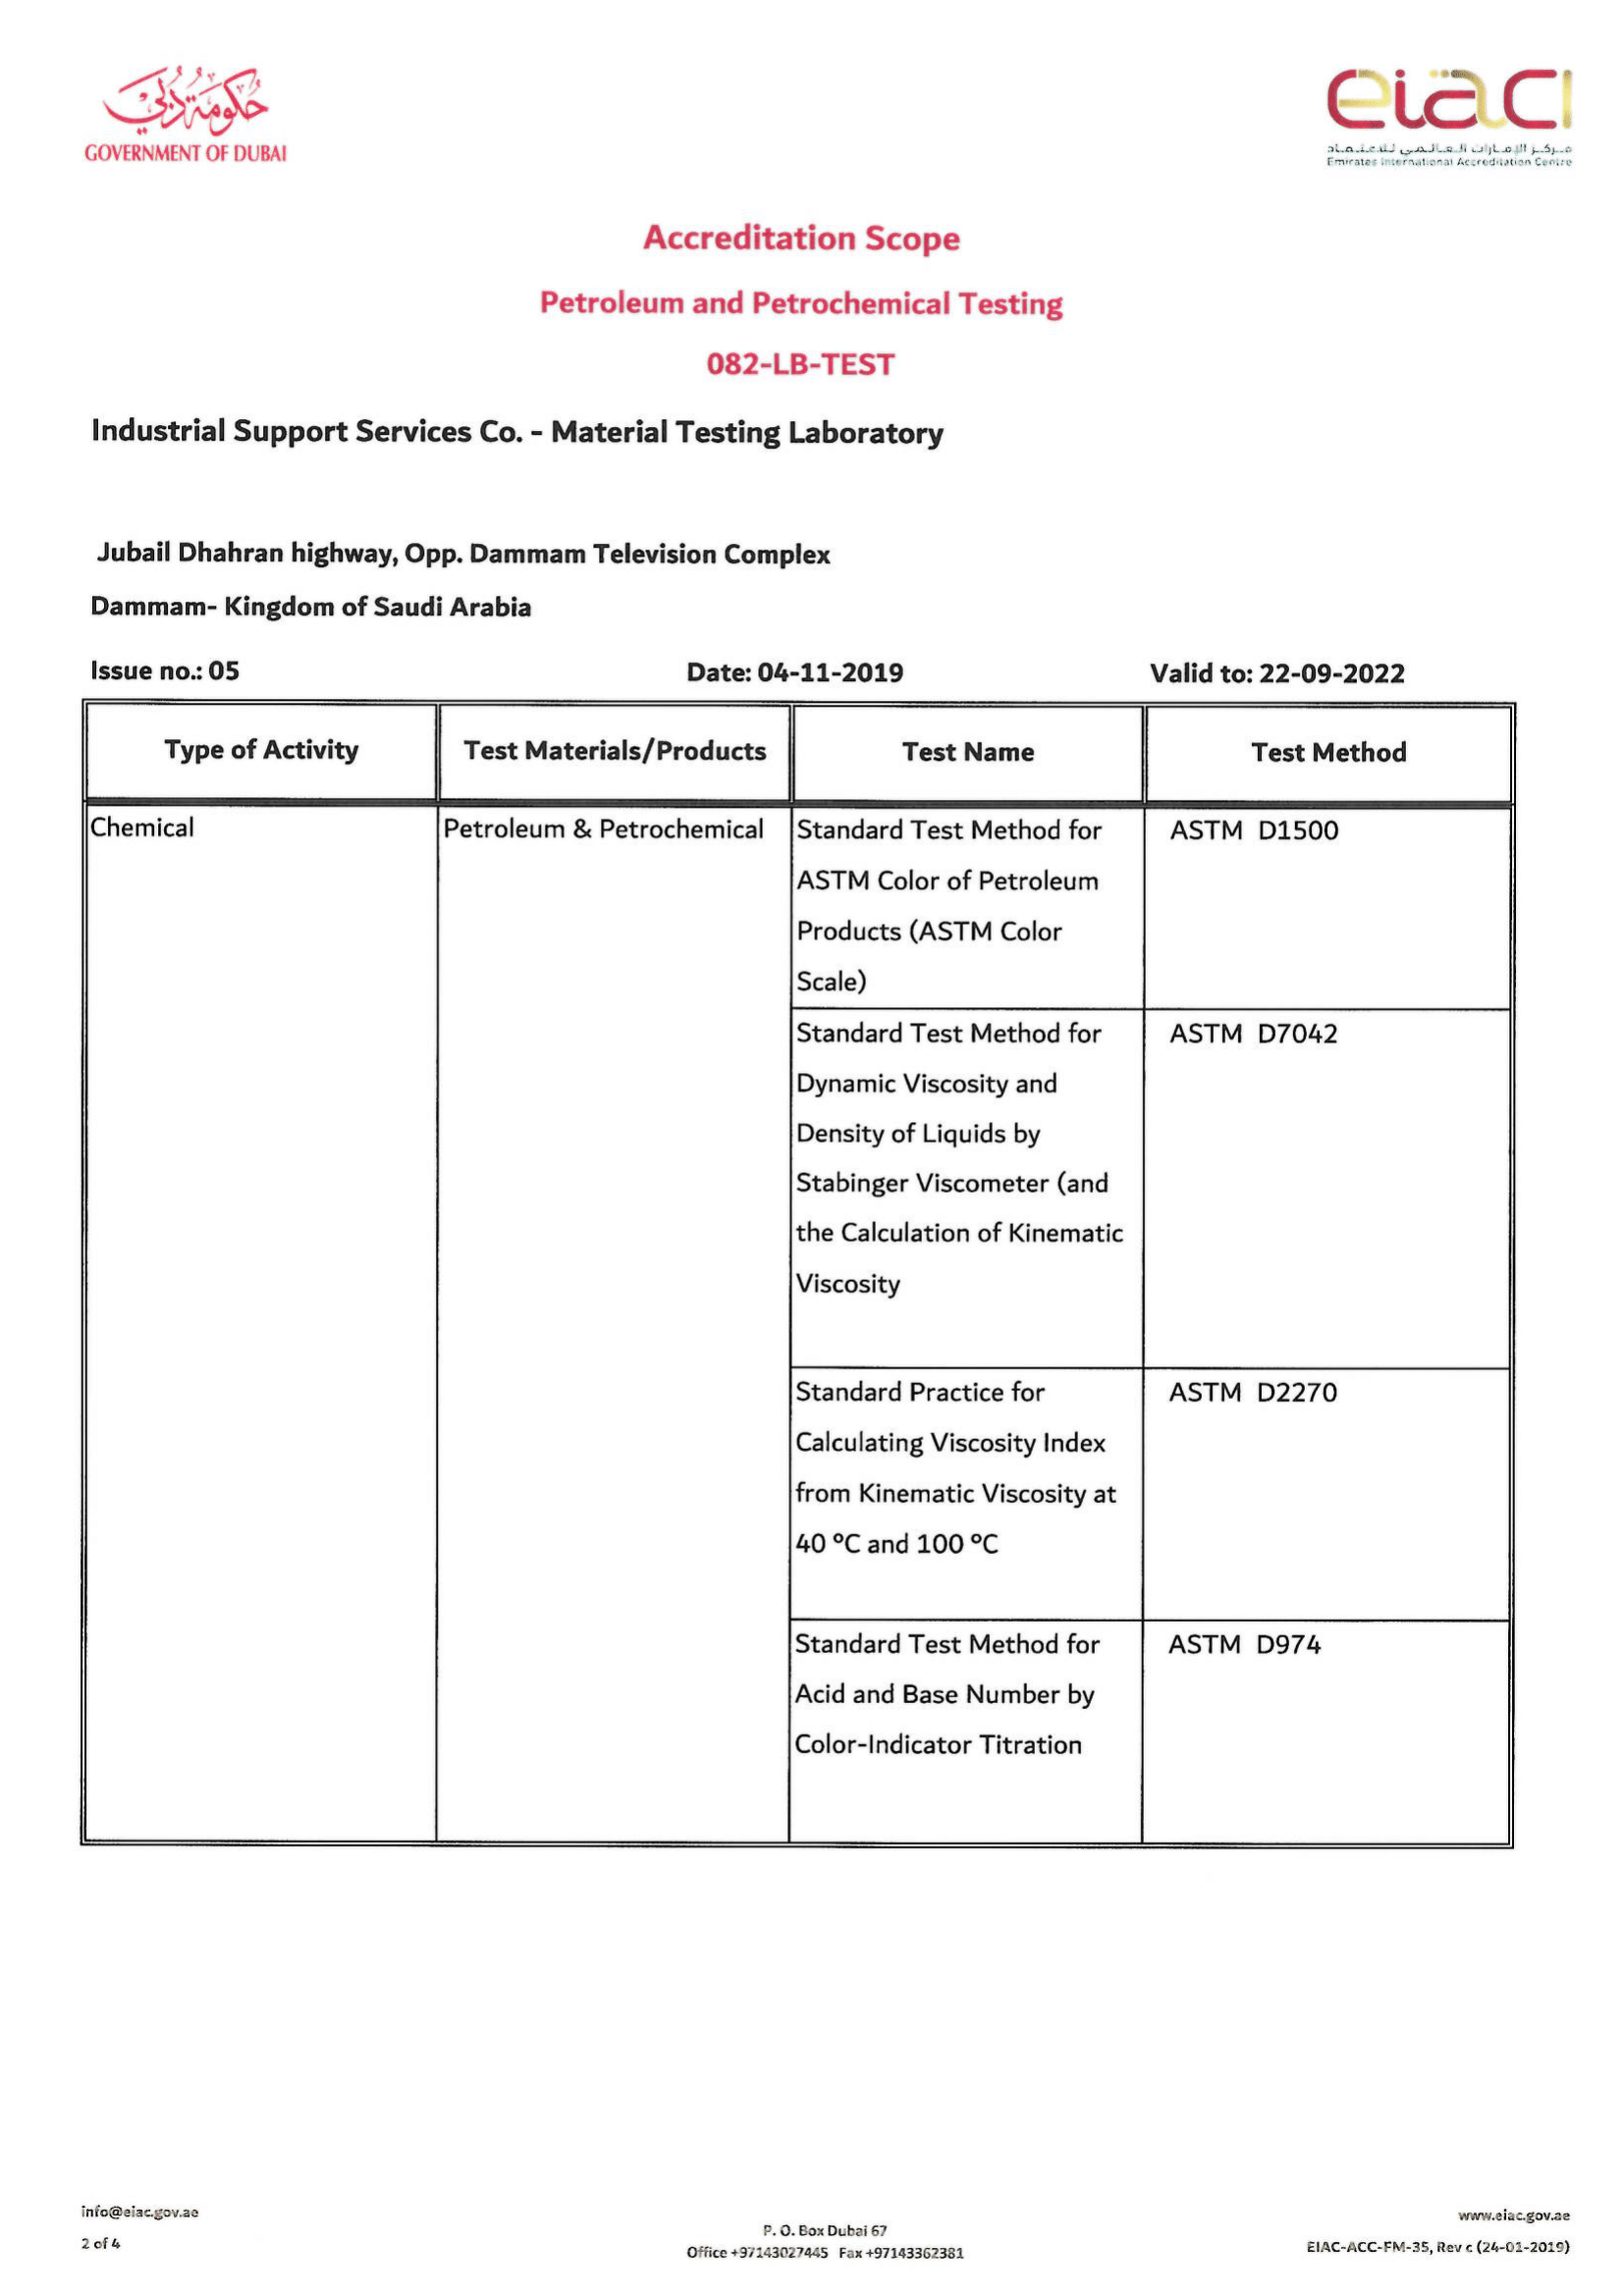 حكومة دبي
GOVERNMENT OF DUBAI
eiac
مركز الإمارات العالمي للاعتماد
Emirates International Accreditation Centre
Accreditation Scope
Petroleum and Petrochemical Testing
082-LB-TEST
Industrial Support Services Co. - Material Testing Laboratory
Jubail Dhahran highway, Opp. Dammam Television Complex
Dammam- Kingdom of Saudi Arabia
Issue no.: 05 Date: 04-11-2019 Valid to: 22-09-2022
Type of Activity Test Materials/Products Test Name Test Method
Chemical Petroleum & Petrochemical Standard Test Method for ASTM D1500
ASTM Color of Petroleum
Products (ASTM Color
Scale)
Standard Test Method for ASTM D7042
Dynamic Viscosity and
Density of Liquids by
Stabinger Viscometer (and
the Calculation of Kinematic
Viscosity
Standard Practice for ASTM D2270
Calculating Viscosity Index
from Kinematic Viscosity at
40 °C and 100 °C
Standard Test Method for ASTM D974
Acid and Base Number by
Color-Indicator Titration
info@eiac.gov.ae www.eiac.gov.ae
P. O. Box Dubai 67
2 of 4 Office +97143027445 Fax +97143362381 EIAC-ACC-FM-35, Rev c (24-01-2019)